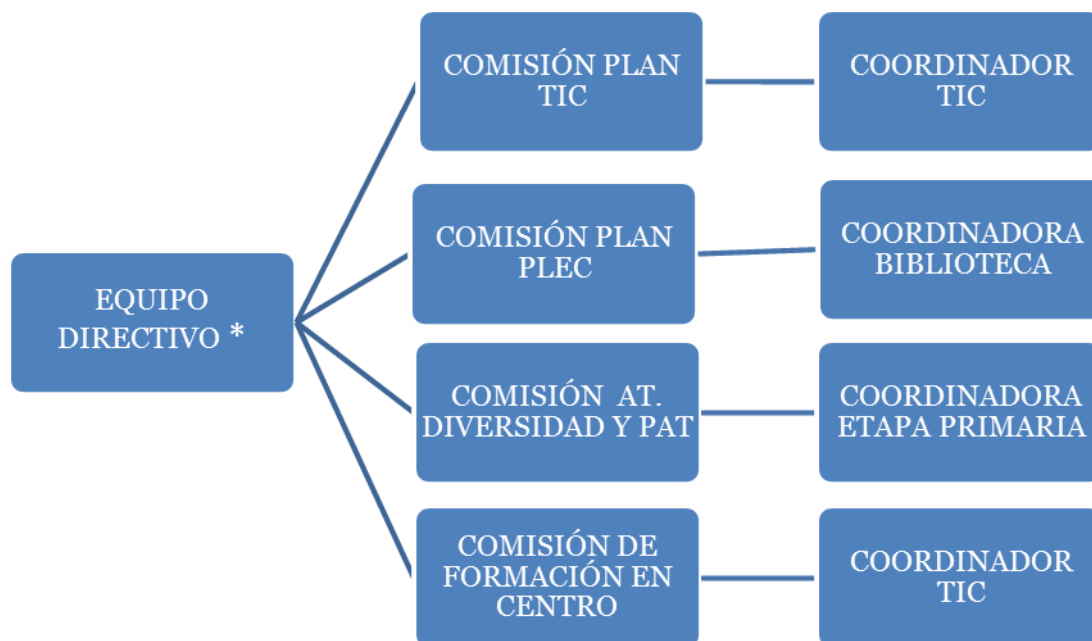 EQUIPO
DIRECTIVO *
COMISIÓN PLAN
TIC
COORDINADOR
TIC
COMISIÓN PLAN
PLEC
COORDINADORA
BIBLIOTECA
COMISIÓN AT.
DIVERSIDAD Y PAT
COORDINADORA
ETAPA PRIMARIA
COMISIÓN DE
FORMACIÓN EN
CENTRO
COORDINADOR
TIC